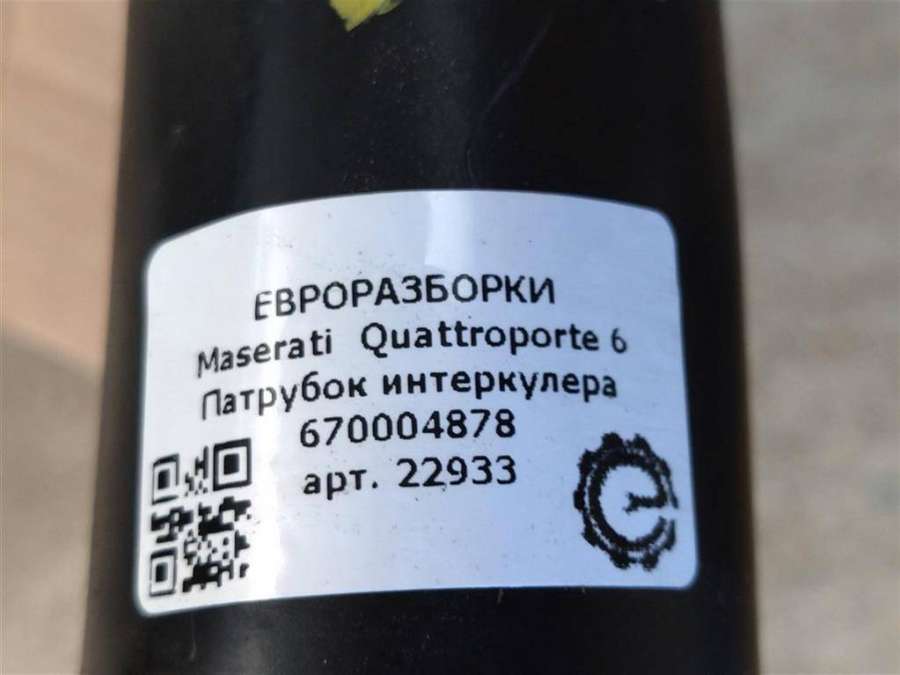 ЕВРОРАЗБОРКИ
Maserati Quattroporte 6
Патрубок интеркулера
670004878
арт. 22933